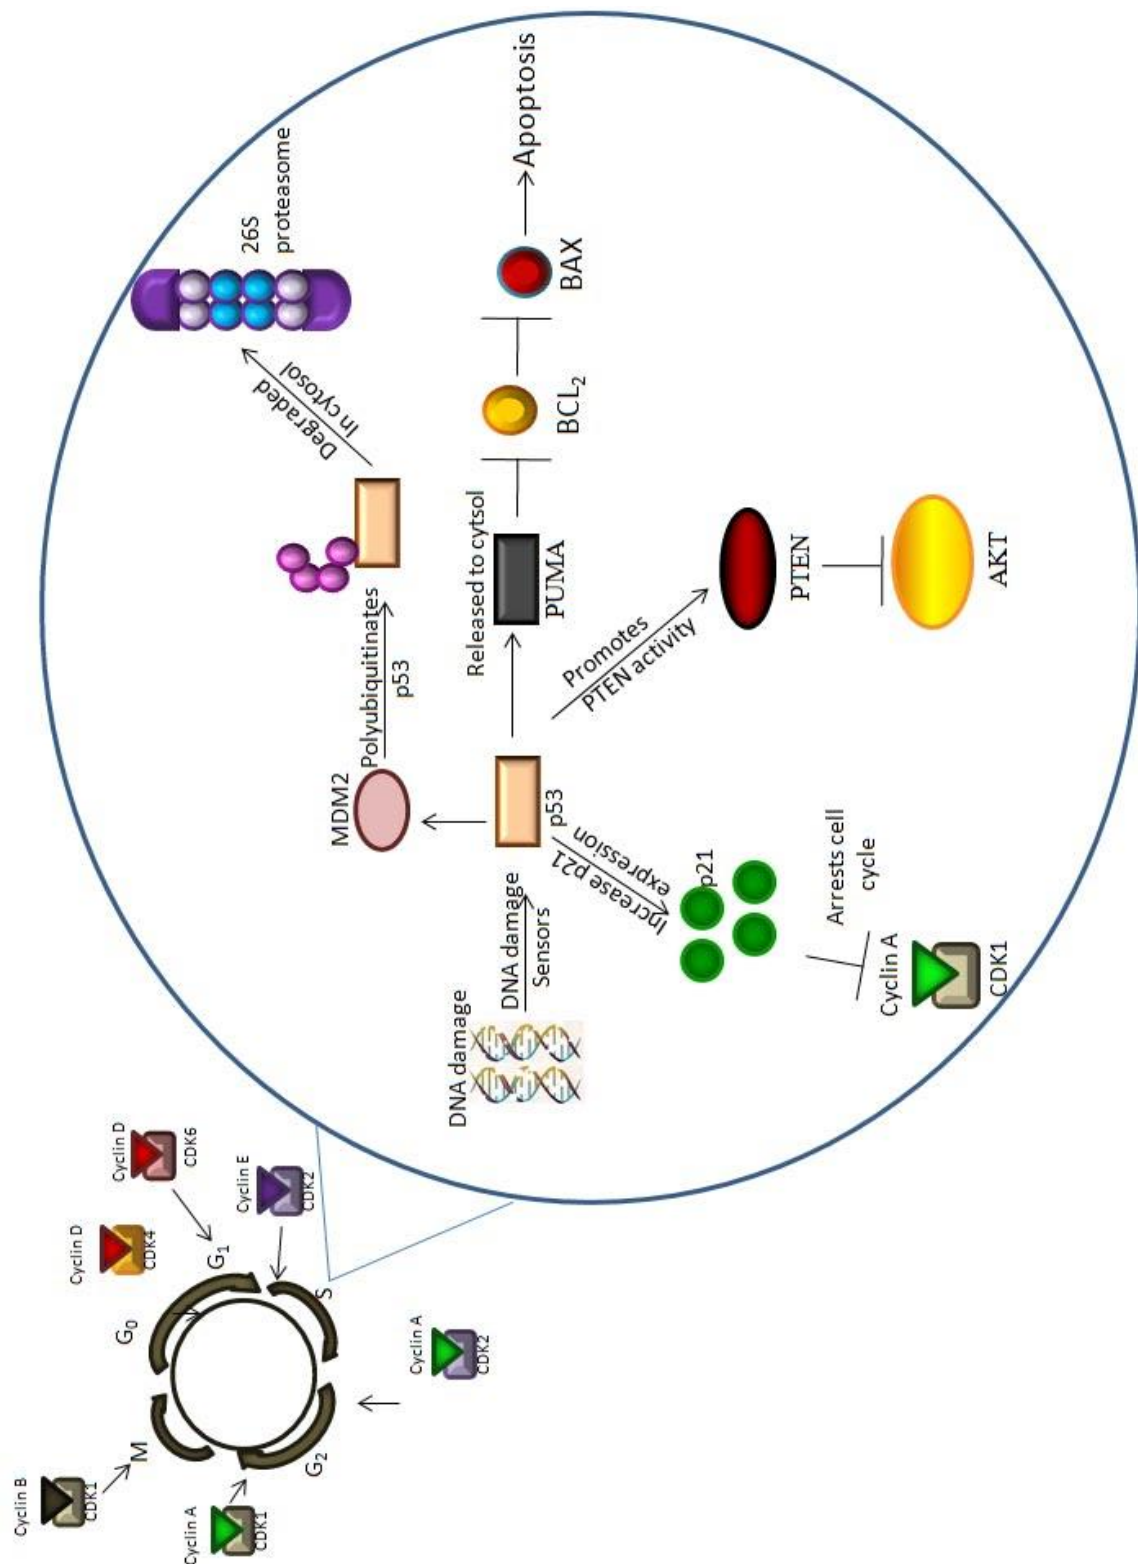 Cyclin B
CDK1
Cyclin A
CDK1
M
G₂
G₀
G₁
S
Cyclin D
CDK4
Cyclin D
CDK6
Cyclin E
CDK2
Cyclin A
CDK2
DNA damage
DNA damage
Sensors
p53
MDM2
Polyubiquitinates
p53
Degraded
In cytosol
26S
proteasome
Released to cytsol
PUMA
BCL₂
BAX
Apoptosis
Promotes
PTEN activity
PTEN
AKT
Increase p21
expression
p21
Arrests cell
cycle
Cyclin A
CDK1